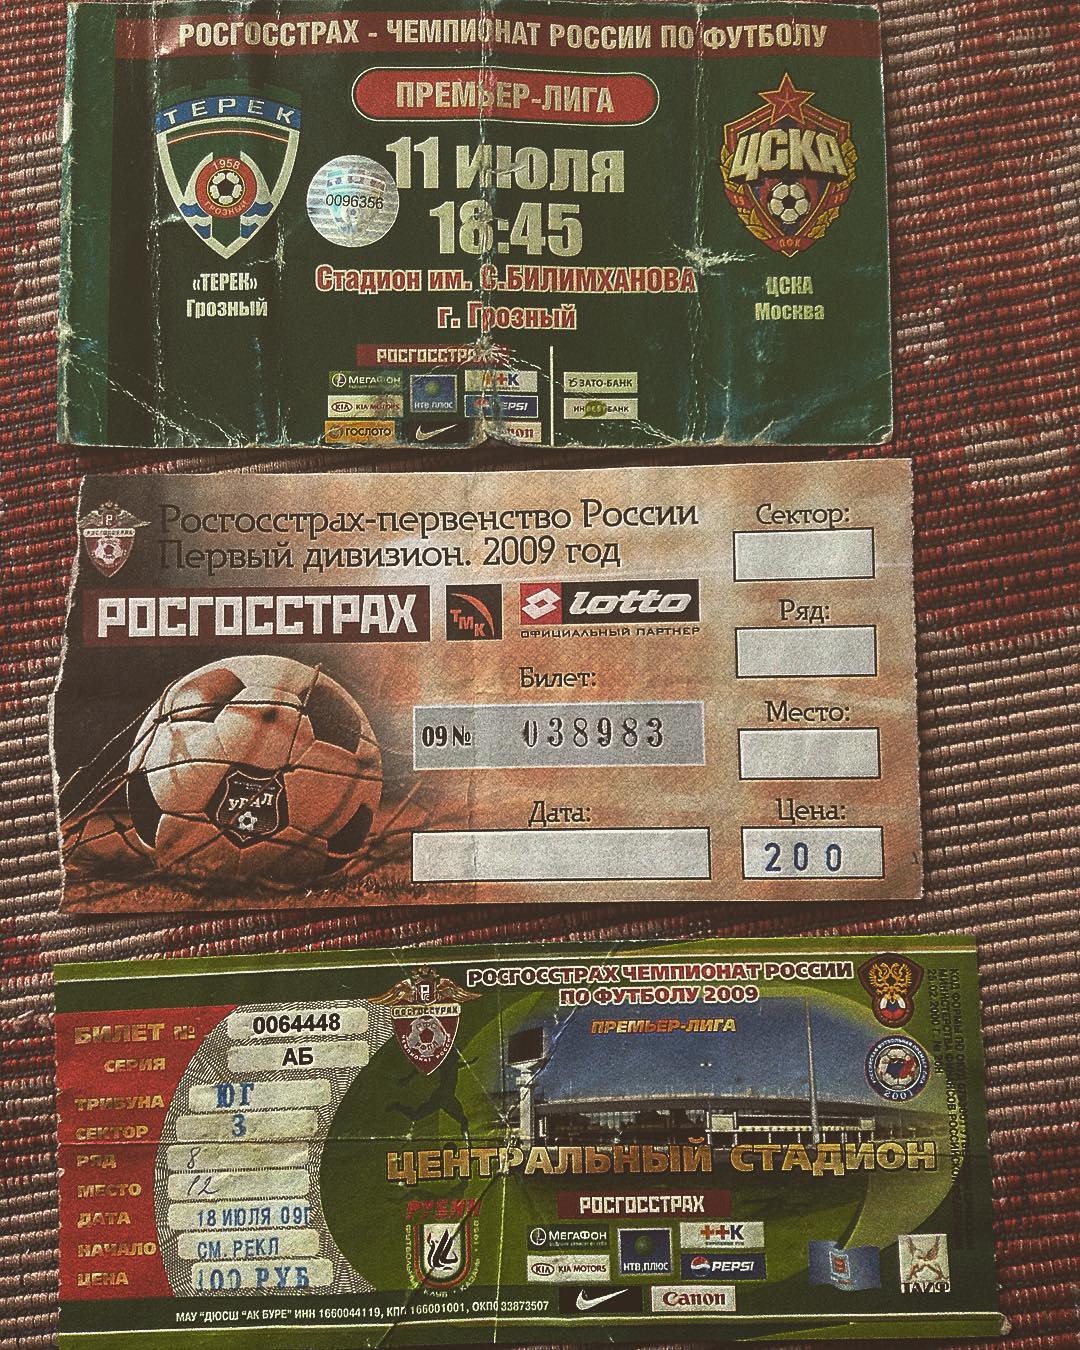 РОСГОССТРАХ - ЧЕМПИОНАТ РОССИИ ПО ФУТБОЛУ
ПРЕМЬЕР-ЛИГА
ТЕРЕК
1958
ГРОЗНЫЙ
ЦСКА
11 ИЮЛЯ
0096356
18:45
«ТЕРЕК»
Грозный
Стадион им. С.БИЛИМХАНОВА
г. Грозный
ЦСКА
Москва
РОСГОССТРАХ
МЕГАФОН
НТВ ПЛЮС
++К
KIA MOTORS
PEPSI
ГОСЛОТО
ЗАТО-БАНК
Росгосстрах-первенство России
Первый дивизион. 2009 год
РОСГОССТРАХ
ТМК
lotto
ОФИЦИАЛЬНЫЙ ПАРТНЕР
УРАЛ
Билет:
09 № 038983
Дата:
Сектор:
Ряд:
Место:
Цена:
200
РОСГОССТРАХ ЧЕМПИОНАТ РОССИИ
ПО ФУТБОЛУ 2009
ПРЕМЬЕР-ЛИГА
РОСГОССТРАХ
2001
БИЛЕТ № 0064448
СЕРИЯ АБ
ТРИБУНА ЮГ
СЕКТОР 3
РЯД 8
МЕСТО 12
ДАТА 18 ИЮЛЯ 09Г
НАЧАЛО СМ. РЕКЛ
ЦЕНА 100 РУБ
ЦЕНТРАЛЬНЫЙ СТАДИОН
РУБИН
РОСГОССТРАХ
МЕГАФОН
НТВ ПЛЮС
++К
KIA MOTORS
PEPSI
Canon
ТАИФ
МАУ "ДЮСШ "АК БУРЕ" ИНН 1660044119, КПП 166001001, ОКПО 33873507